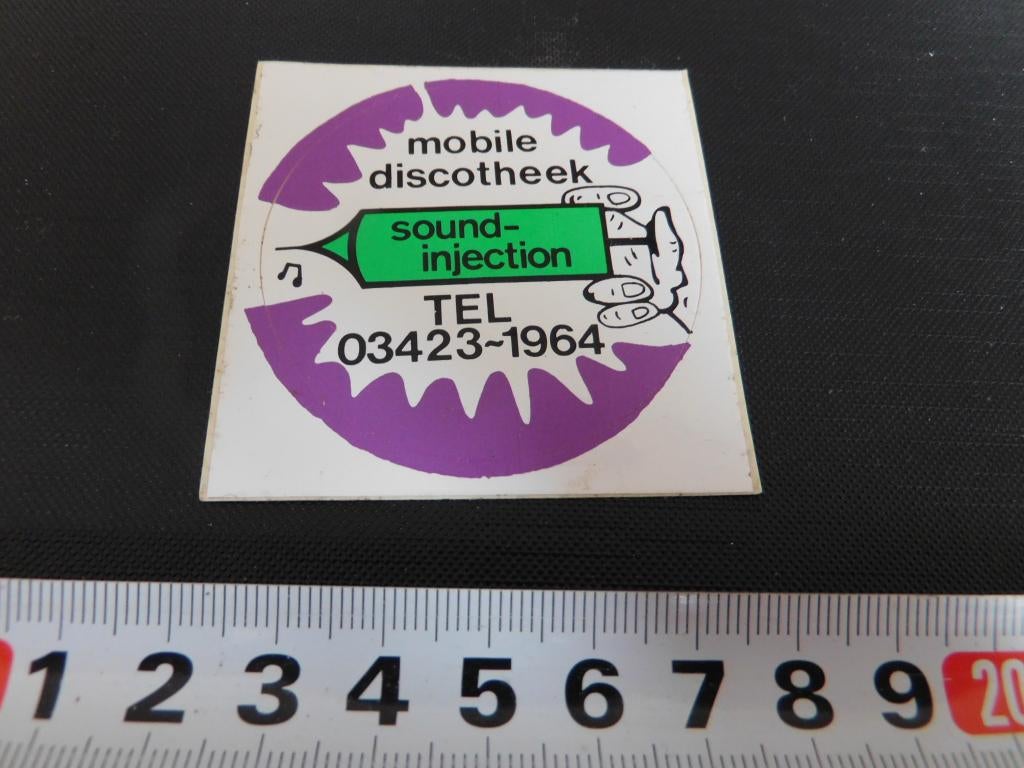 mobile
discotheek
sound-
injection
TEL
03423~1964
1 2 3 4 5 6 7 8 9 20